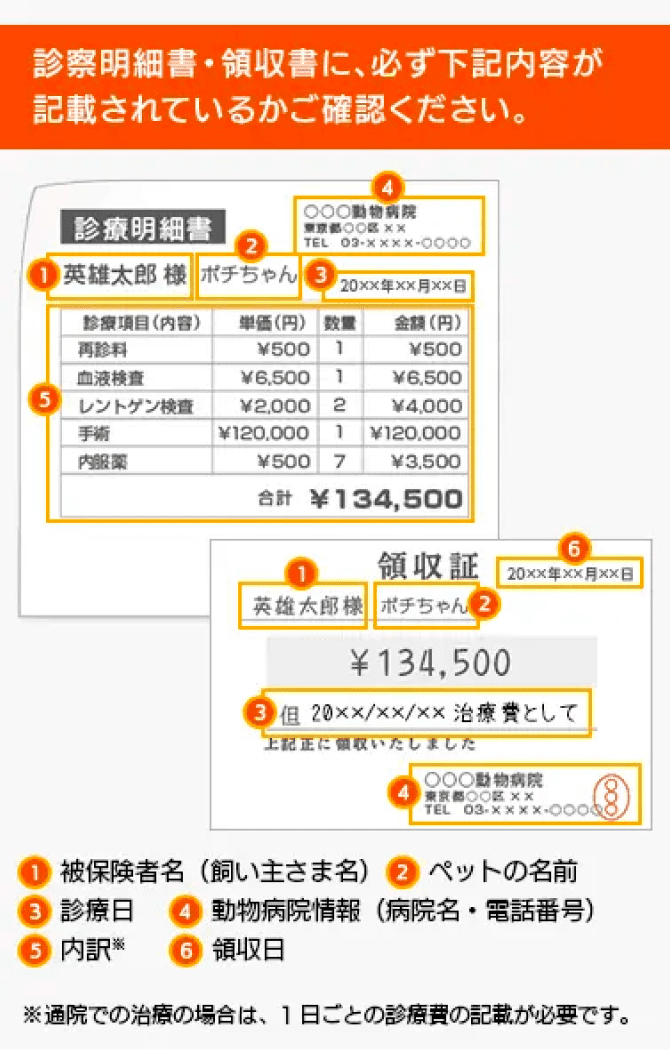 診察明細書・領収書に、必ず下記内容が
記載されているかご確認ください。
4
診療明細書
○○○動物病院
東京都○○区××
TEL 03-××××-○○○○
2
1 英雄太郎 様 ポチちゃん 3 20××年××月××日
診療項目(内容) 単価(円) 数量 金額(円)
再診料 ¥500 1 ¥500
血液検査 ¥6,500 1 ¥6,500
5
レントゲン検査 ¥2,000 2 ¥4,000
手術 ¥120,000 1 ¥120,000
内服薬 ¥500 7 ¥3,500
合計 ¥134,500
6
領収証 20××年××月××日
1
英雄太郎様 ポチちゃん 2
¥134,500
3 但 20××/××/×× 治療費として
上記正に領収いたしました
4
○○○動物病院
東京都○○区××
TEL 03-××××-○○○○
1 被保険者名(飼い主さま名) 2 ペットの名前
3 診療日 4 動物病院情報(病院名・電話番号)
5 内訳※ 6 領収日
※通院での治療の場合は、1日ごとの診療費の記載が必要です。